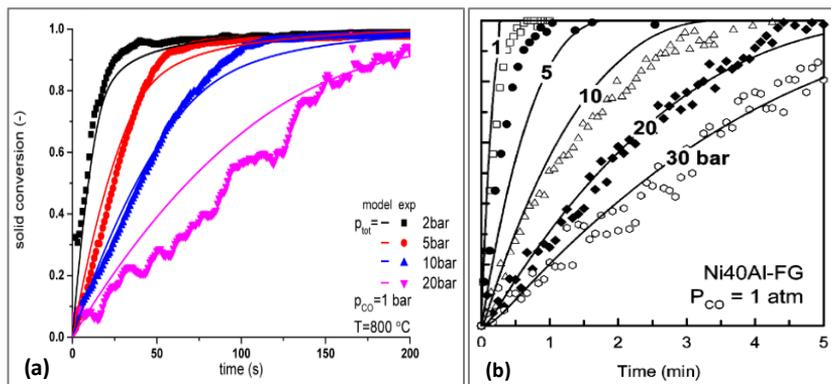 solid conversion (-)
1.0
0.8
0.6
0.4
0.2
0.0
model exp
p_tot= 2bar
5bar
10bar
20bar
p_CO=1 bar
T=800 °C
0 50 100 150 200
time (s)
(a)
1
5
10
20
30 bar
Ni40Al-FG
P_CO = 1 atm
0 1 2 3 4 5
Time (min)
(b)